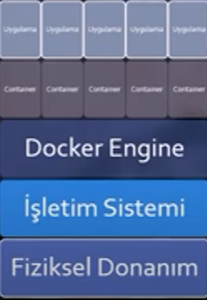 Uygulama Uygulama Uygulama Uygulama Uygulama
Container Container Container Container Container
Docker Engine
İşletim Sistemi
Fiziksel Donanım